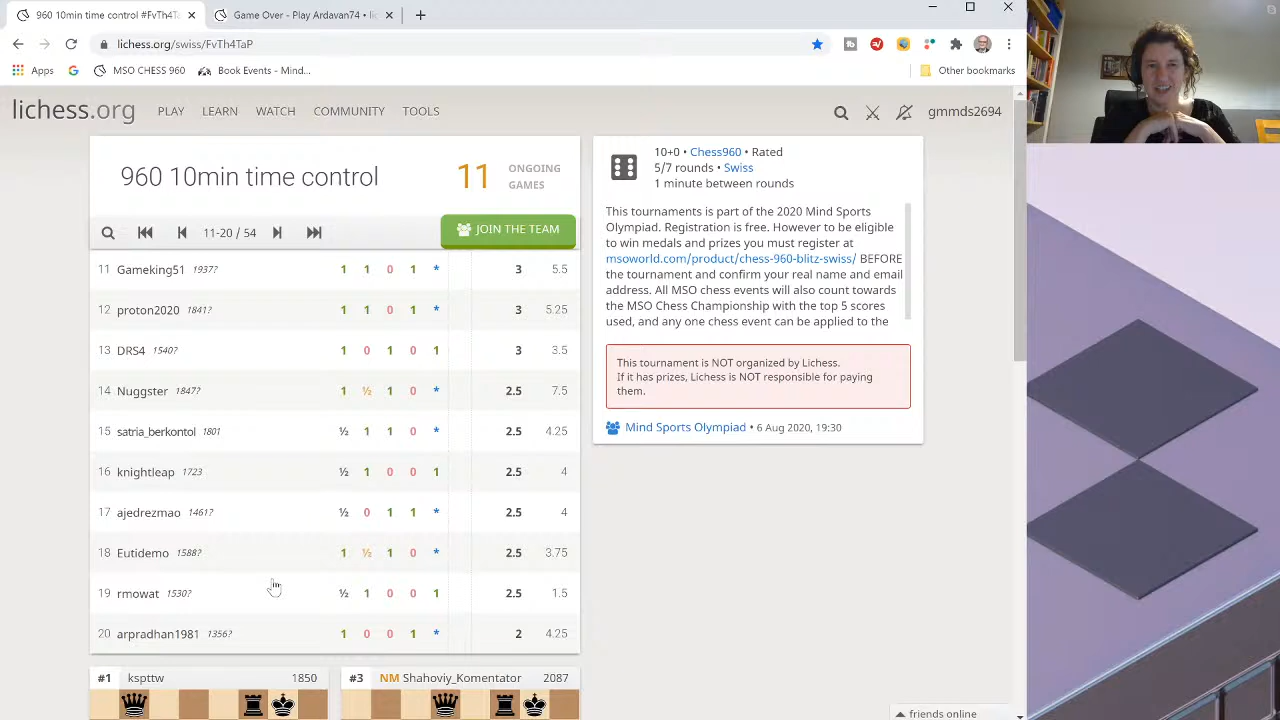 960 10min time control #FvTh4Ta
Game Over - Play Ardavan74 • lic
lichess.org/swiss/FvTh4TaP
Apps
MSO CHESS 960
Book Events - Mind...
Other bookmarks
lichess.org
PLAY
LEARN
WATCH
COMMUNITY
TOOLS
gmmds2694
960 10min time control
11
ONGOING
GAMES
11-20 / 54
JOIN THE TEAM
11 Gameking51 1937? 1 1 0 1 * 3 5.5
12 proton2020 1841? 1 1 0 1 * 3 5.25
13 DRS4 1540? 1 0 1 0 1 3 3.5
14 Nuggster 1847? 1 ½ 1 0 * 2.5 7.5
15 satria_berkontol 1801 ½ 1 1 0 * 2.5 4.25
16 knightleap 1723 ½ 1 0 0 1 2.5 4
17 ajedrezmao 1461? ½ 0 1 1 * 2.5 4
18 Eutidemo 1588? 1 ½ 1 0 * 2.5 3.75
19 rmowat 1530? ½ 1 0 0 1 2.5 1.5
20 arpradhan1981 1356? 1 0 0 1 * 2 4.25
#1 kspttw 1850
#3 NM Shahoviy_Komentator 2087
10+0 • Chess960 • Rated
5/7 rounds • Swiss
1 minute between rounds
This tournaments is part of the 2020 Mind Sports
Olympiad. Registration is free. However to be eligible
to win medals and prizes you must register at
msoworld.com/product/chess-960-blitz-swiss/ BEFORE
the tournament and confirm your real name and email
address. All MSO chess events will also count towards
the MSO Chess Championship with the top 5 scores
used, and any one chess event can be applied to the
This tournament is NOT organized by Lichess.
If it has prizes, Lichess is NOT responsible for paying
them.
Mind Sports Olympiad • 6 Aug 2020, 19:30
friends online